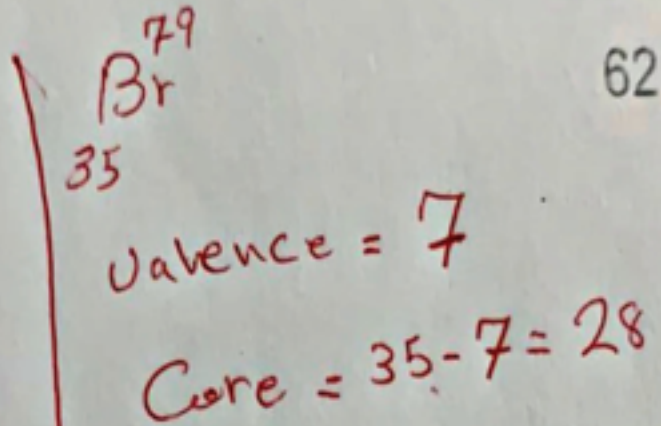 79
Br
62
35
Valence = 7
Core = 35-7= 28